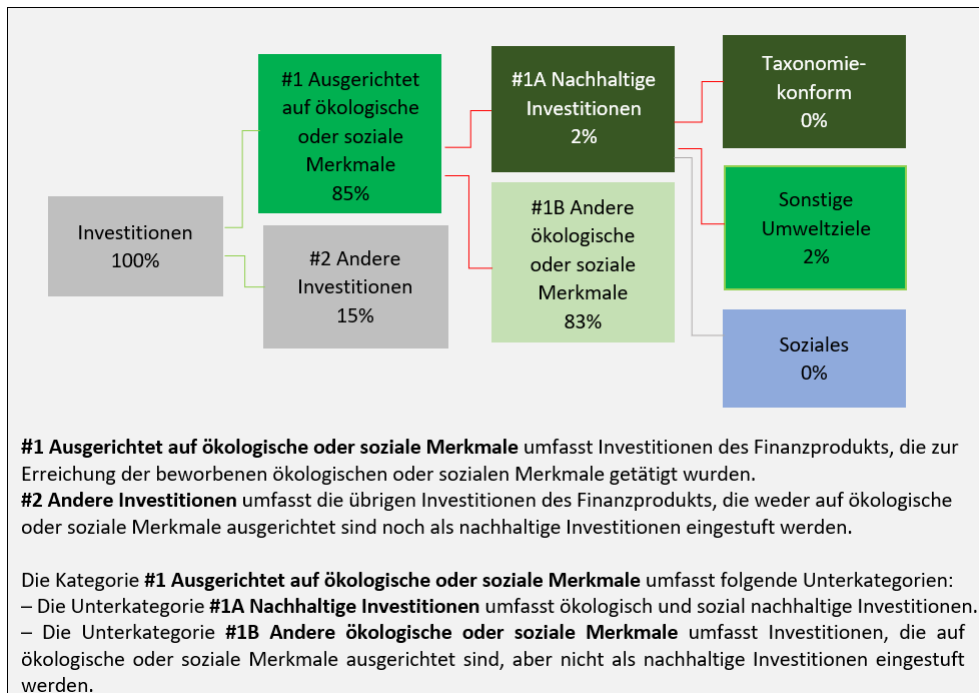 Investitionen
100%
#1 Ausgerichtet
auf ökologische
oder soziale
Merkmale
85%
#2 Andere
Investitionen
15%
#1A Nachhaltige
Investitionen
2%
#1B Andere
ökologische
oder soziale
Merkmale
83%
Taxonomie-
konform
0%
Sonstige
Umweltziele
2%
Soziales
0%
#1 Ausgerichtet auf ökologische oder soziale Merkmale umfasst Investitionen des Finanzprodukts, die zur
Erreichung der beworbenen ökologischen oder sozialen Merkmale getätigt wurden.
#2 Andere Investitionen umfasst die übrigen Investitionen des Finanzprodukts, die weder auf ökologische
oder soziale Merkmale ausgerichtet sind noch als nachhaltige Investitionen eingestuft werden.
Die Kategorie #1 Ausgerichtet auf ökologische oder soziale Merkmale umfasst folgende Unterkategorien:
– Die Unterkategorie #1A Nachhaltige Investitionen umfasst ökologisch und sozial nachhaltige Investitionen.
– Die Unterkategorie #1B Andere ökologische oder soziale Merkmale umfasst Investitionen, die auf
ökologische oder soziale Merkmale ausgerichtet sind, aber nicht als nachhaltige Investitionen eingestuft
werden.